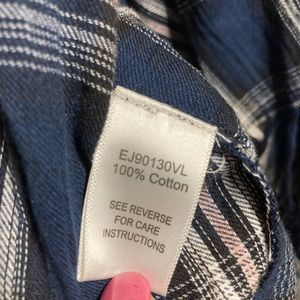 EJ90130VL
100% Cotton
SEE REVERSE
FOR CARE
INSTRUCTIONS